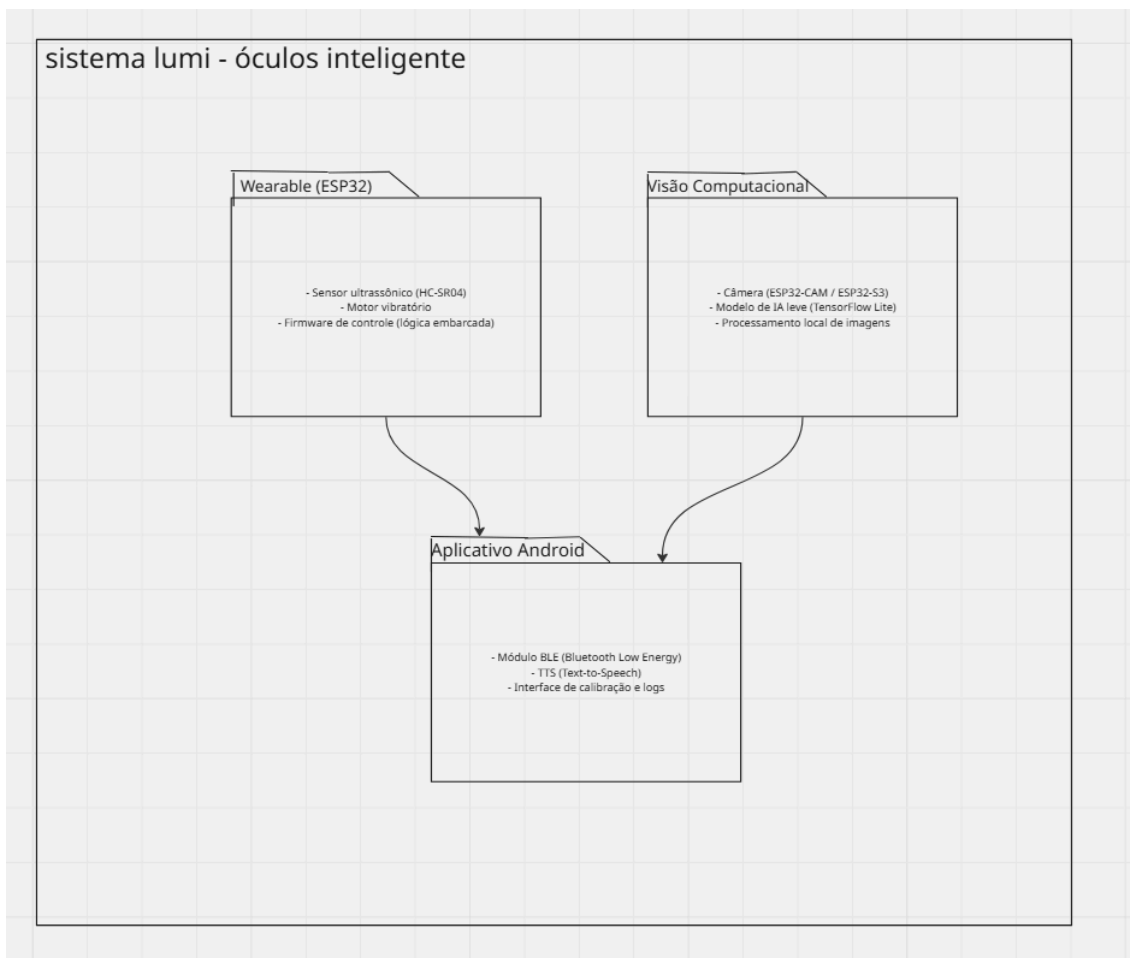 sistema lumi - óculos inteligente
Wearable (ESP32)
- Sensor ultrassônico (HC-SR04)
- Motor vibratório
- Firmware de controle (lógica embarcada)
Visão Computacional
- Câmera (ESP32-CAM / ESP32-S3)
- Modelo de IA leve (TensorFlow Lite)
- Processamento local de imagens
Aplicativo Android
- Módulo BLE (Bluetooth Low Energy)
- TTS (Text-to-Speech)
- Interface de calibração e logs